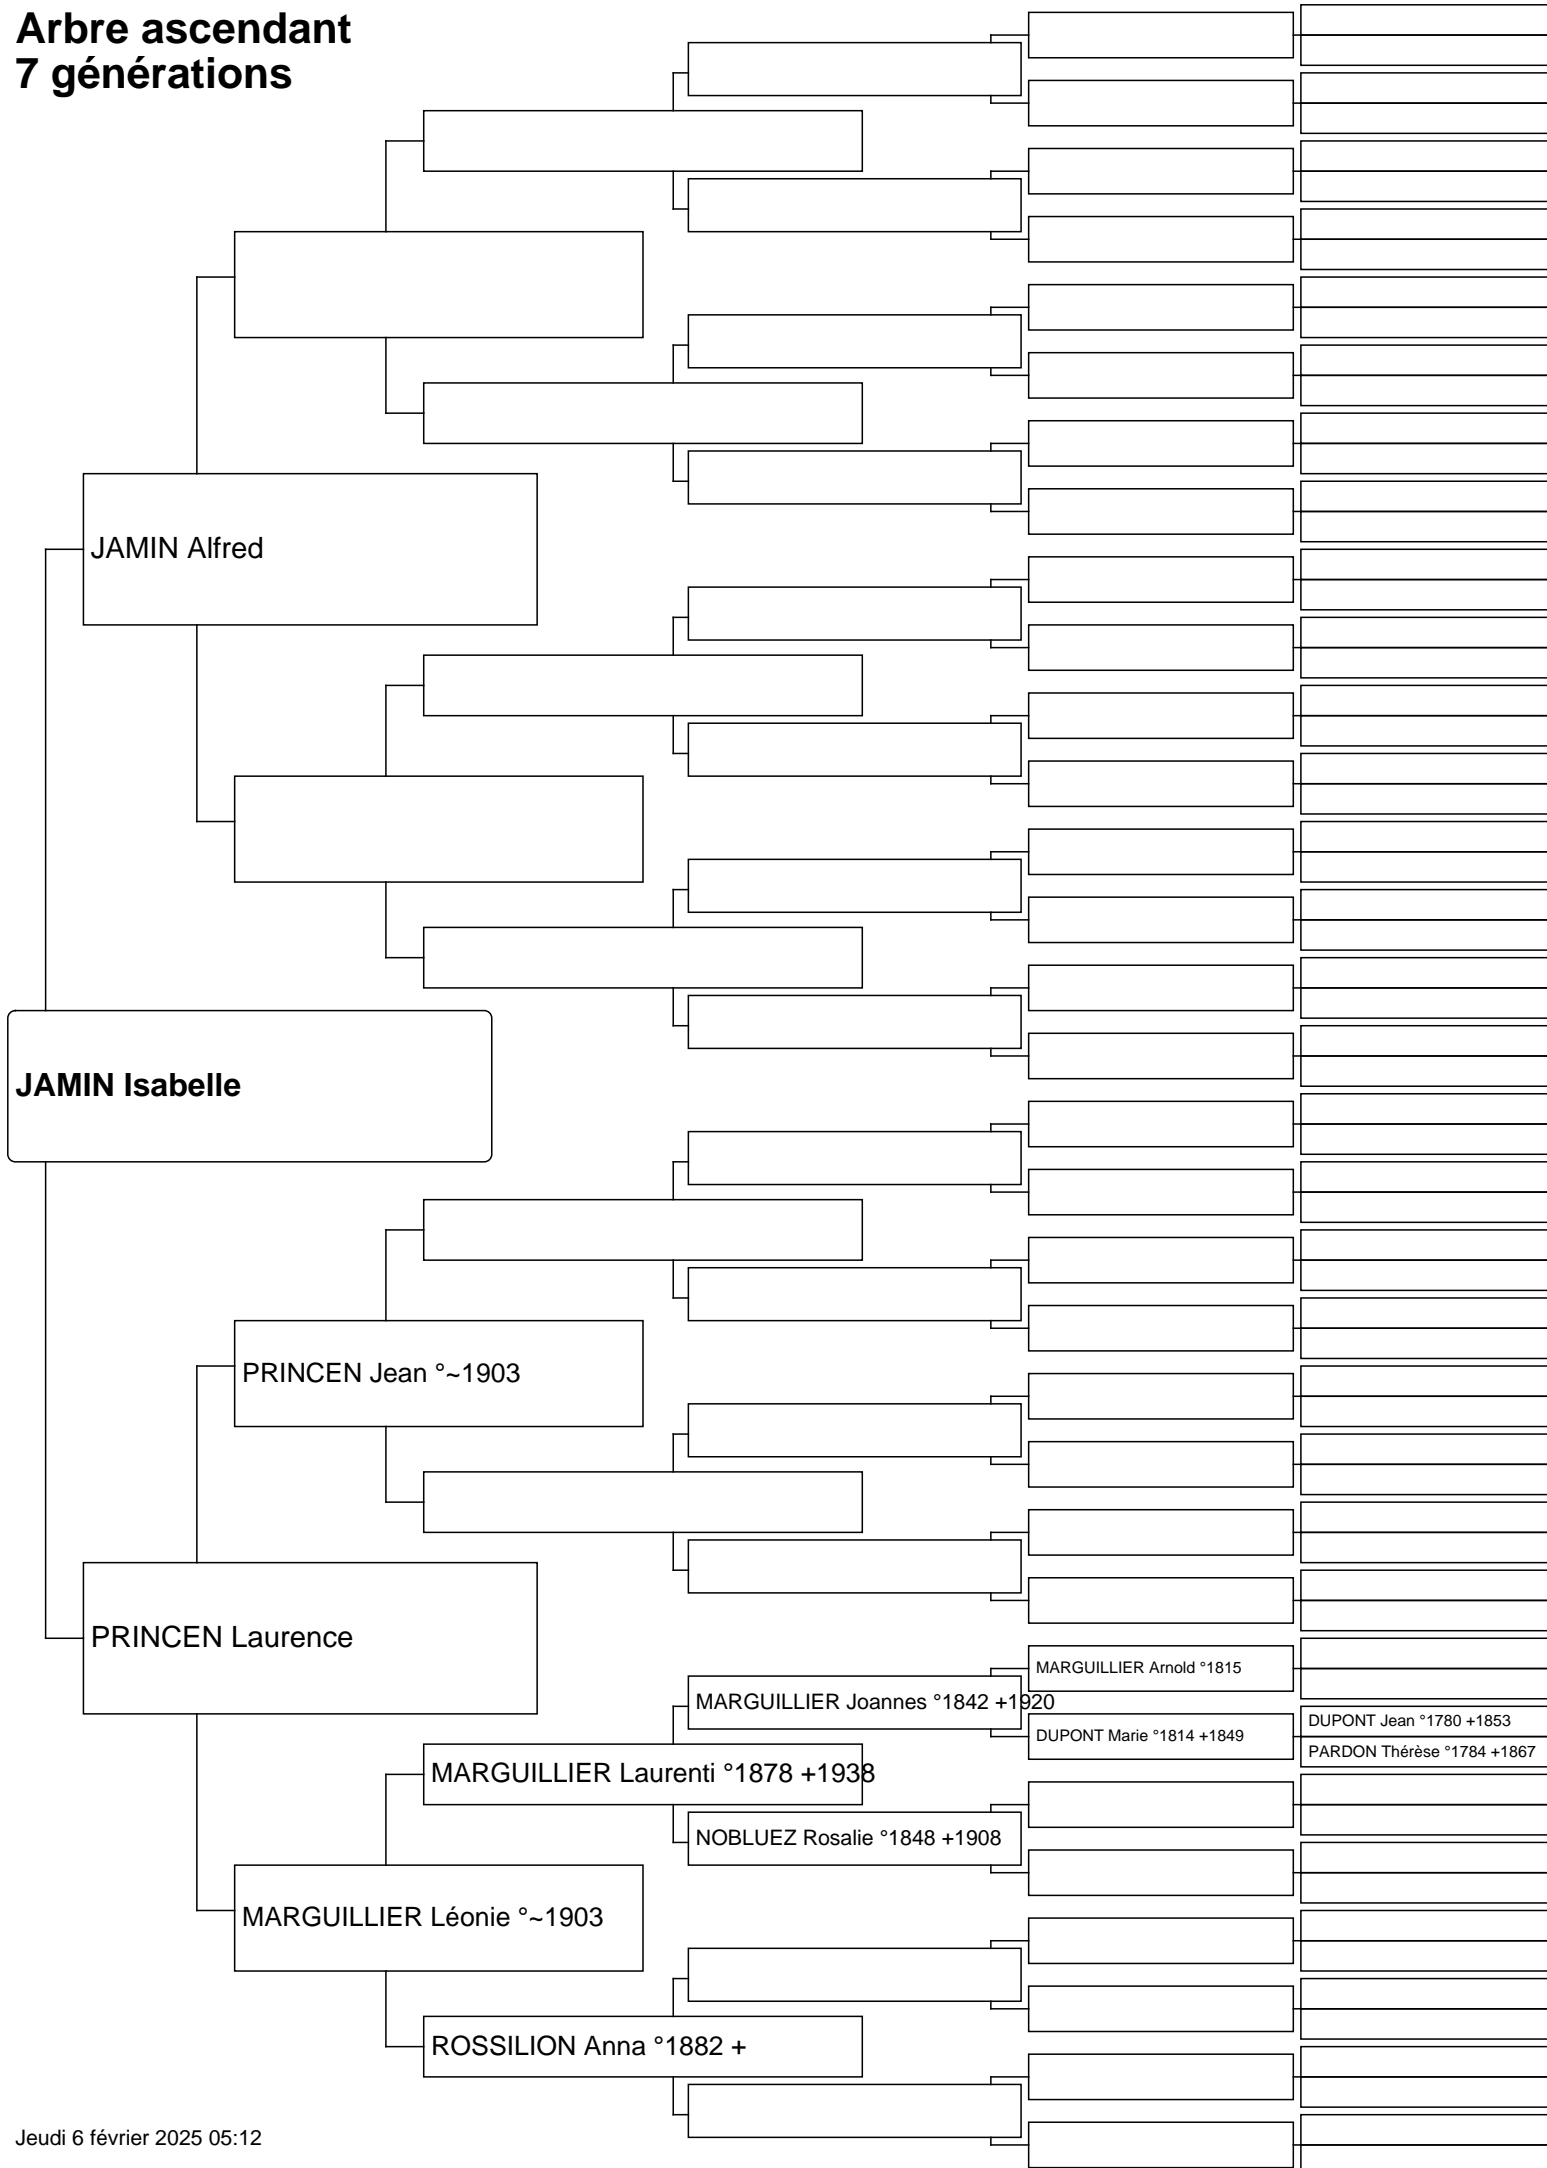 Arbre ascendant
7 générations
JAMIN Alfred
JAMIN Isabelle
PRINCEN Jean °~1903
PRINCEN Laurence
MARGUILLIER Arnold °1815
MARGUILLIER Joannes °1842 +1920
DUPONT Jean °1780 +1853
DUPONT Marie °1814 +1849
PARDON Thérèse °1784 +1867
MARGUILLIER Laurenti °1878 +1938
NOBLUEZ Rosalie °1848 +1908
MARGUILLIER Léonie °~1903
ROSSILION Anna °1882 +
Jeudi 6 février 2025 05:12